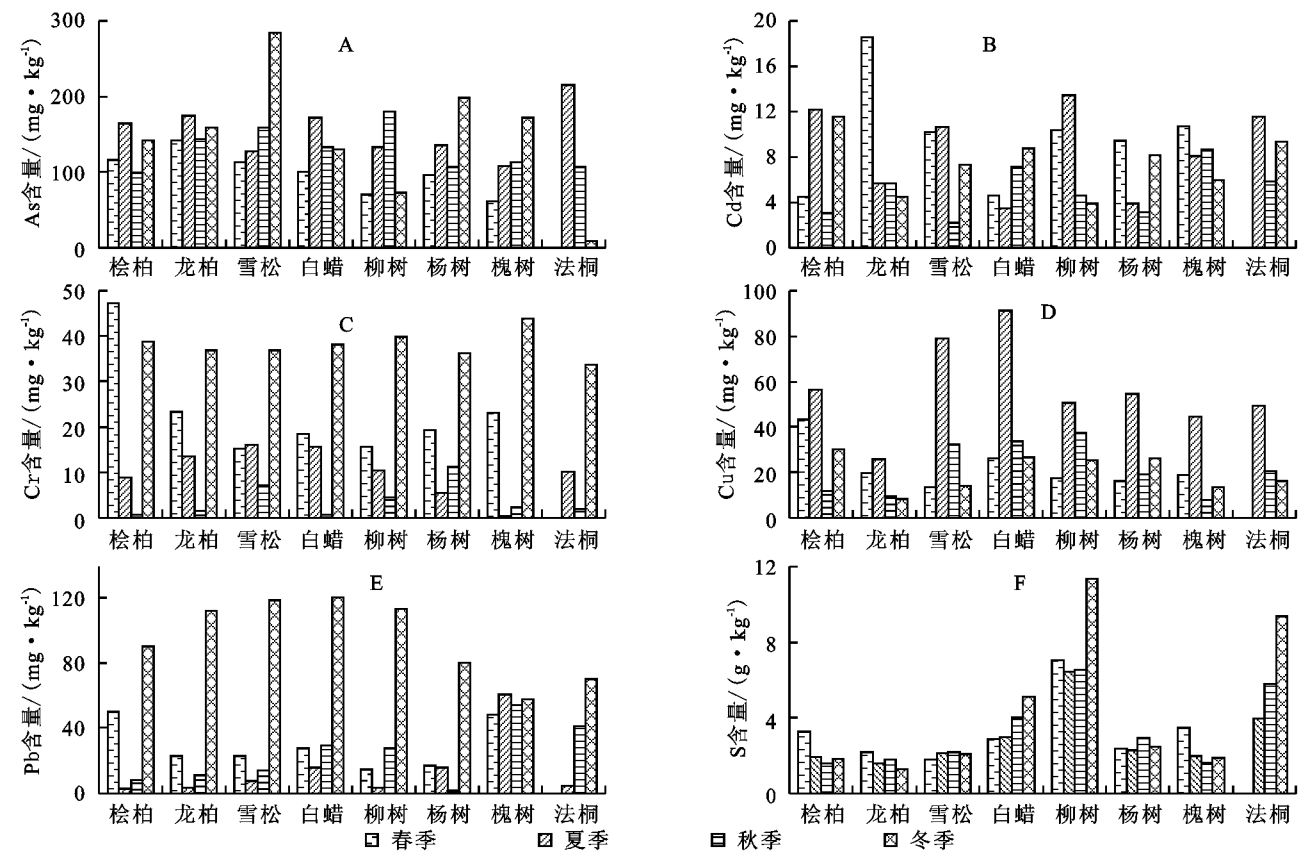 A
As含量/(mg·kg⁻¹)
300
200
100
0
桧柏 龙柏 雪松 白蜡 柳树 杨树 槐树 法桐
B
Cd含量/(mg·kg⁻¹)
20
16
12
8
4
0
桧柏 龙柏 雪松 白蜡 柳树 杨树 槐树 法桐
C
Cr含量/(mg·kg⁻¹)
50
40
30
20
10
0
桧柏 龙柏 雪松 白蜡 柳树 杨树 槐树 法桐
D
Cu含量/(mg·kg⁻¹)
100
80
60
40
20
0
桧柏 龙柏 雪松 白蜡 柳树 杨树 槐树 法桐
E
Pb含量/(mg·kg⁻¹)
120
80
40
0
桧柏 龙柏 雪松 白蜡 柳树 杨树 槐树 法桐
F
S含量/(g·kg⁻¹)
12
8
4
0
桧柏 龙柏 雪松 白蜡 柳树 杨树 槐树 法桐
春季 夏季 秋季 冬季